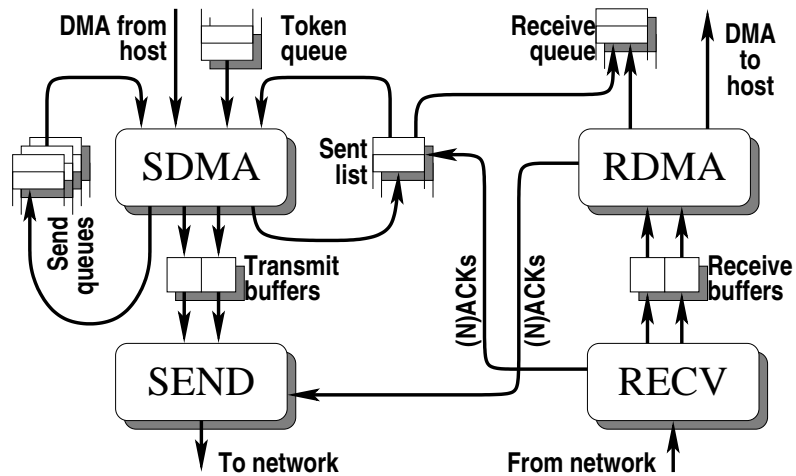 DMA from
host
Token
queue
Receive
queue
DMA
to
host
SDMA
Sent
list
RDMA
Send
queues
Transmit
buffers
(N)ACKs
(N)ACKs
Receive
buffers
SEND
RECV
To network
From network